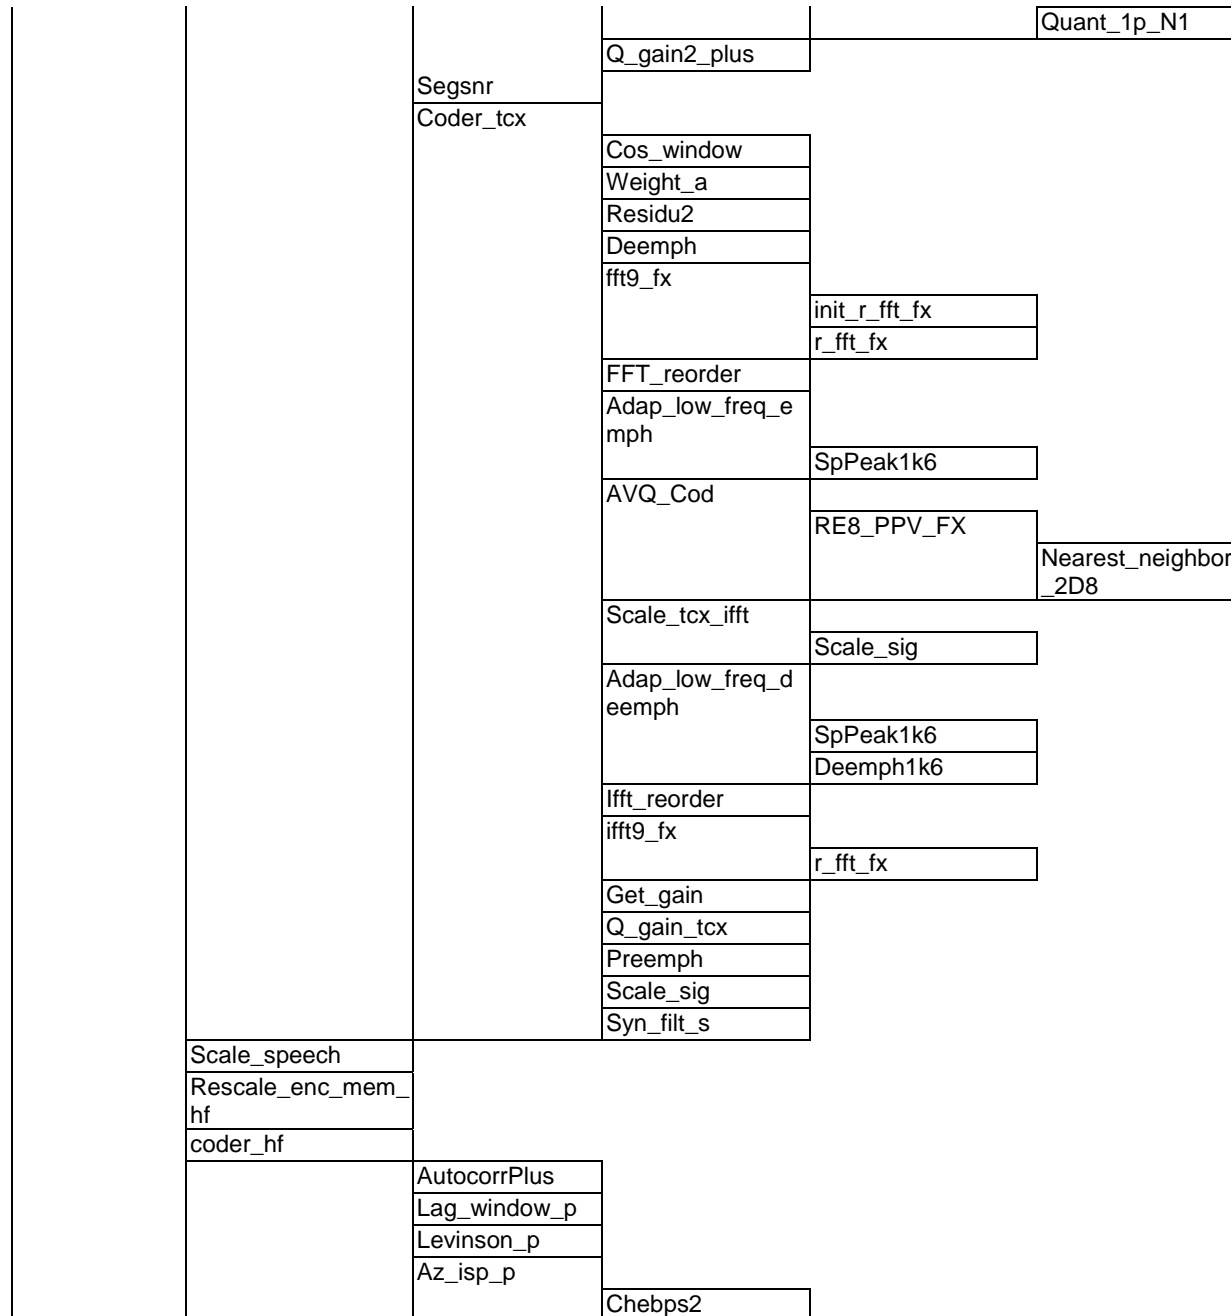 Quant_1p_N1
Q_gain2_plus
Segsnr
Coder_tcx
Cos_window
Weight_a
Residu2
Deemph
fft9_fx
init_r_fft_fx
r_fft_fx
FFT_reorder
Adap_low_freq_e
mph
SpPeak1k6
AVQ_Cod
RE8_PPV_FX
Nearest_neighbor
_2D8
Scale_tcx_ifft
Scale_sig
Adap_low_freq_d
eemph
SpPeak1k6
Deemph1k6
Ifft_reorder
ifft9_fx
r_fft_fx
Get_gain
Q_gain_tcx
Preemph
Scale_sig
Syn_filt_s
Scale_speech
Rescale_enc_mem_
hf
coder_hf
AutocorrPlus
Lag_window_p
Levinson_p
Az_isp_p
Chebps2